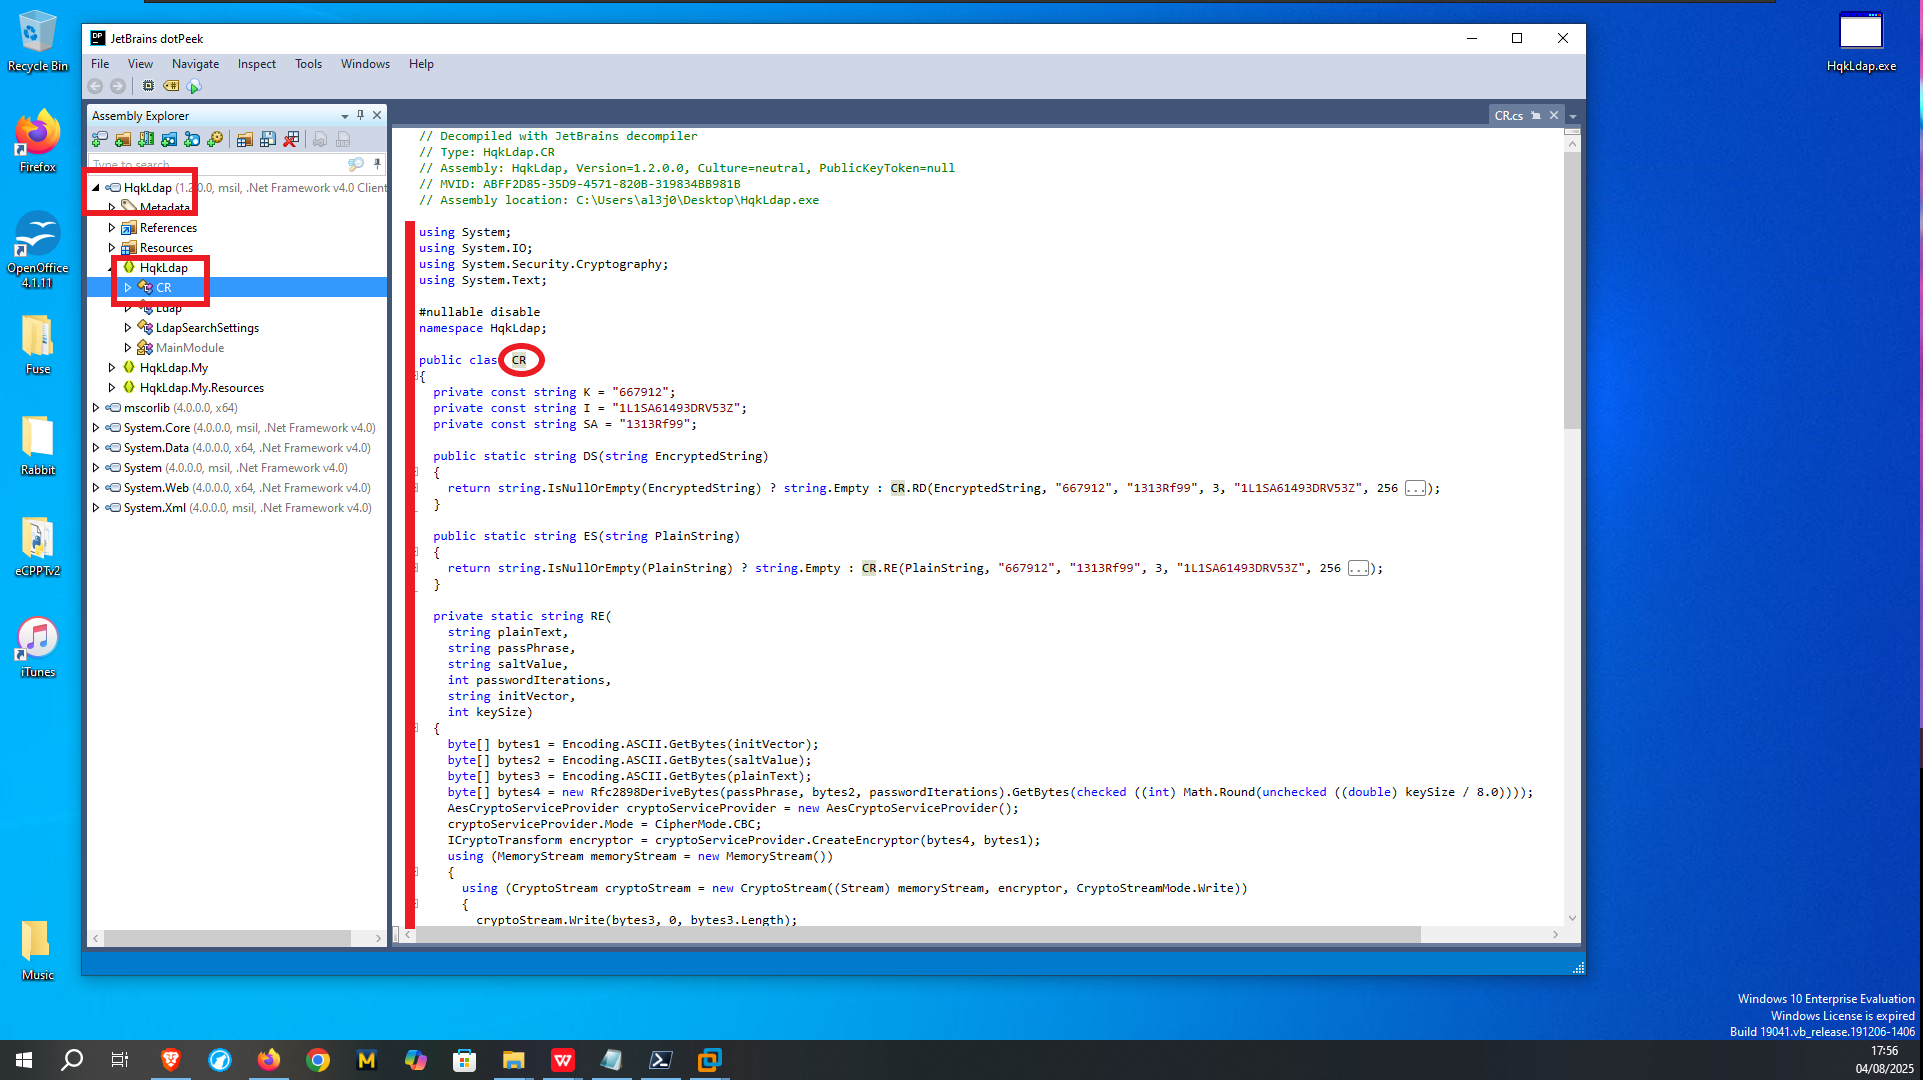 Recycle Bin
Firefox
OpenOffice
4.1.11
Fuse
Rabbit
eCPPTv2
iTunes
Music
HqkLdap.exe
DP
JetBrains dotPeek
File View Navigate Inspect Tools Windows Help
Assembly Explorer
Type to search
HqkLdap (1.2.0.0, msil, .Net Framework v4.0 Client
Metadata
References
Resources
HqkLdap
CR
Ldap
LdapSearchSettings
MainModule
HqkLdap.My
HqkLdap.My.Resources
mscorlib (4.0.0.0, x64)
System.Core (4.0.0.0, msil, .Net Framework v4.0)
System.Data (4.0.0.0, x64, .Net Framework v4.0)
System (4.0.0.0, msil, .Net Framework v4.0)
System.Web (4.0.0.0, x64, .Net Framework v4.0)
System.Xml (4.0.0.0, msil, .Net Framework v4.0)
CR.cs
// Decompiled with JetBrains decompiler
// Type: HqkLdap.CR
// Assembly: HqkLdap, Version=1.2.0.0, Culture=neutral, PublicKeyToken=null
// MVID: ABFF2D85-35D9-4571-820B-319834BB981B
// Assembly location: C:\Users\al3j0\Desktop\HqkLdap.exe
using System;
using System.IO;
using System.Security.Cryptography;
using System.Text;
#nullable disable
namespace HqkLdap;
public clas CR
{
private const string K = "667912";
private const string I = "1L1SA61493DRV53Z";
private const string SA = "1313Rf99";
public static string DS(string EncryptedString)
{
return string.IsNullOrEmpty(EncryptedString) ? string.Empty : CR.RD(EncryptedString, "667912", "1313Rf99", 3, "1L1SA61493DRV53Z", 256 ...);
}
public static string ES(string PlainString)
{
return string.IsNullOrEmpty(PlainString) ? string.Empty : CR.RE(PlainString, "667912", "1313Rf99", 3, "1L1SA61493DRV53Z", 256 ...);
}
private static string RE(
string plainText,
string passPhrase,
string saltValue,
int passwordIterations,
string initVector,
int keySize)
{
byte[] bytes1 = Encoding.ASCII.GetBytes(initVector);
byte[] bytes2 = Encoding.ASCII.GetBytes(saltValue);
byte[] bytes3 = Encoding.ASCII.GetBytes(plainText);
byte[] bytes4 = new Rfc2898DeriveBytes(passPhrase, bytes2, passwordIterations).GetBytes(checked ((int) Math.Round(unchecked ((double) keySize / 8.0))));
AesCryptoServiceProvider cryptoServiceProvider = new AesCryptoServiceProvider();
cryptoServiceProvider.Mode = CipherMode.CBC;
ICryptoTransform encryptor = cryptoServiceProvider.CreateEncryptor(bytes4, bytes1);
using (MemoryStream memoryStream = new MemoryStream())
{
using (CryptoStream cryptoStream = new CryptoStream((Stream) memoryStream, encryptor, CryptoStreamMode.Write))
{
cryptoStream.Write(bytes3, 0, bytes3.Length);
Windows 10 Enterprise Evaluation
Windows License is expired
Build 19041.vb_release.191206-1406
17:56
04/08/2025